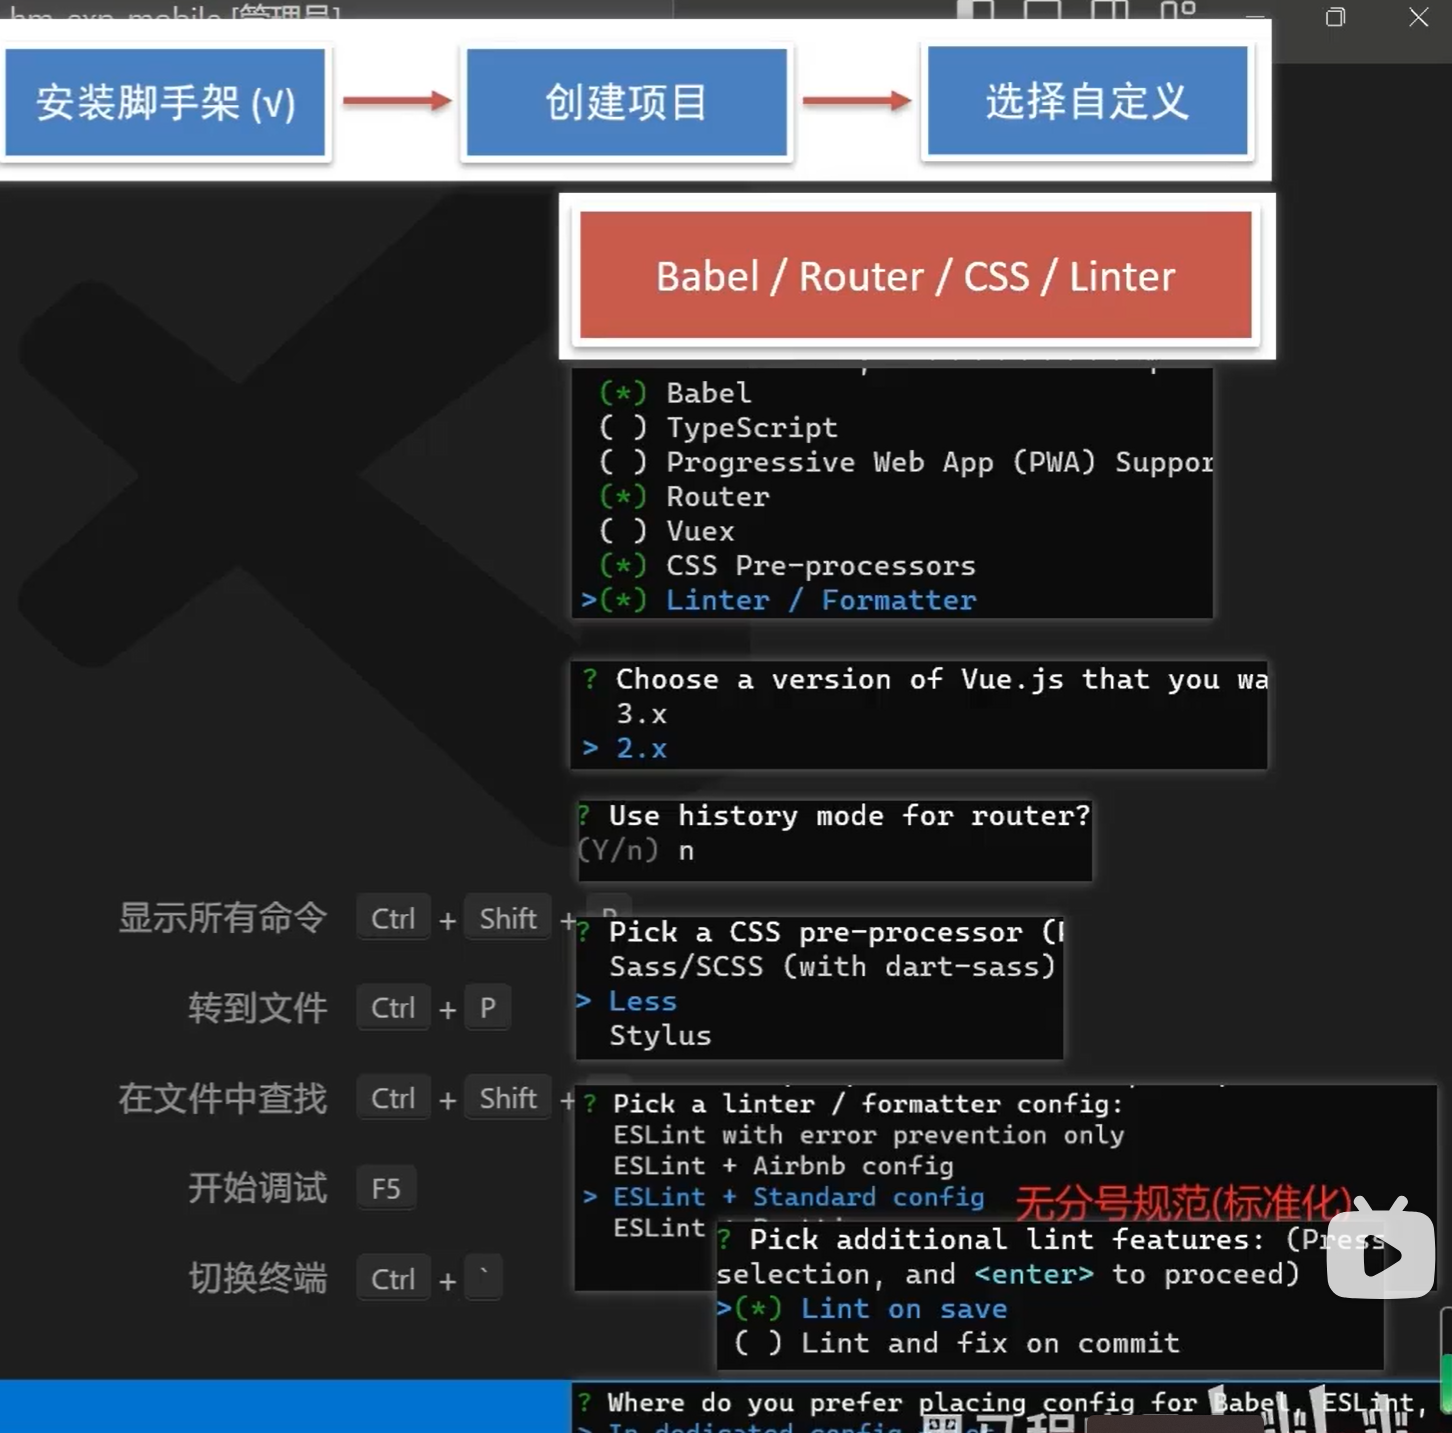 hm-exp-mobile [管理员]
安装脚手架 (√)
创建项目
选择自定义
Babel / Router / CSS / Linter
(*) Babel
( ) TypeScript
( ) Progressive Web App (PWA) Suppor
(*) Router
( ) Vuex
(*) CSS Pre-processors
>(*) Linter / Formatter
? Choose a version of Vue.js that you wa
3.x
> 2.x
? Use history mode for router?
(Y/n) n
显示所有命令 Ctrl + Shift + P
? Pick a CSS pre-processor (
Sass/SCSS (with dart-sass)
> Less
Stylus
转到文件 Ctrl + P
在文件中查找 Ctrl + Shift +
? Pick a linter / formatter config:
ESLint with error prevention only
ESLint + Airbnb config
> ESLint + Standard config 无分号规范(标准化)
ESLint
开始调试 F5
切换终端 Ctrl + `
? Pick additional lint features: (Press
selection, and <enter> to proceed)
>(*) Lint on save
( ) Lint and fix on commit
? Where do you prefer placing config for Babel, ESLint,
> In dedicated config